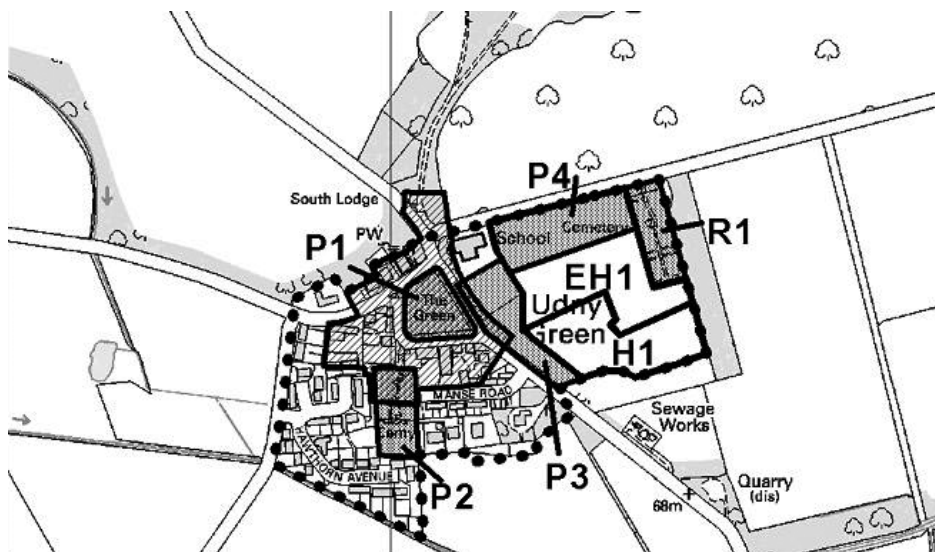 P4
South Lodge
Cemetery
PW
School
R1
P1
EH1
The
Green
Udny
Green
H1
MANSE ROAD
Sewage
Works
Cemy
HAWTHORN AVENUE
P2
P3
Quarry
(dis)
68m